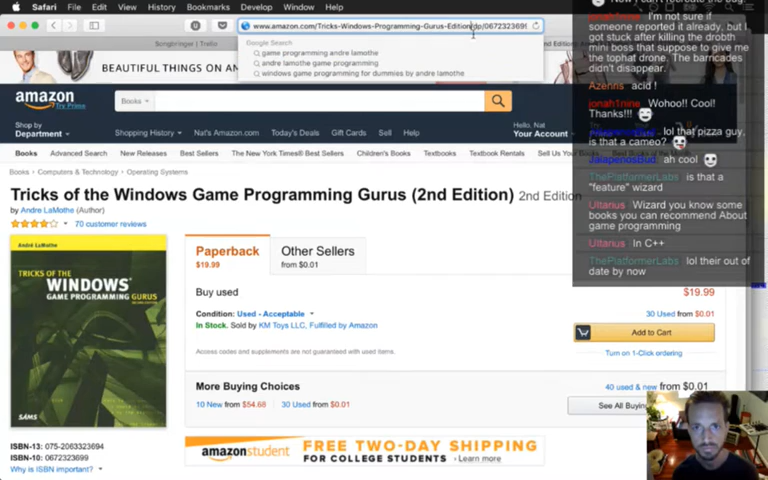 Safari File Edit View History Bookmarks Develop Window Help
www.amazon.com/Tricks-Windows-Programming-Gurus-Edition/dp/0672323699
Songbringer | Trello
Google Search
game programming andre lamothe
andre lamothe game programming
windows game programming for dummies by andre lamothe
BEAUTIFUL THINGS ON AM
amazon
Try Prime
Books
Shop by
Department
Shopping History Nat's Amazon.com Today's Deals Gift Cards Sell Help
Hello, Nat
Your Account
Books Advanced Search New Releases Best Sellers The New York Times® Best Sellers Children's Books Textbooks Textbook Rentals Sell Us Your
Books › Computers & Technology › Operating Systems
Tricks of the Windows Game Programming Gurus (2nd Edition) 2nd Edition
by Andre LaMothe (Author)
70 customer reviews
André LaMothe
TRICKS OF THE
WINDOWS
GAME PROGRAMMING GURUS
SAMS
ISBN-13: 075-2063323694
ISBN-10: 0672323699
Why is ISBN important?
Paperback
$19.99
Other Sellers
from $0.01
Buy used
$19.99
Condition: Used - Acceptable
In Stock. Sold by KM Toys LLC, Fulfilled by Amazon
Access codes and supplements are not guaranteed with used items.
30 Used from $0.01
Add to Cart
Turn on 1-Click ordering
More Buying Choices
10 New from $54.68 30 Used from $0.01
40 used & new from $0.01
See All Buying
amazonstudent
FREE TWO-DAY SHIPPING
FOR COLLEGE STUDENTS
Learn more
I'm not sure if
someone reported it already, but
got stuck after killing the drobth
mini boss that suppose to give me
the tophat drone. The barricades
didn't disappear.
Azenris acid !
jonah1nine Wohoo!! Cool!
Thanks!!!
lol that pizza guy,
is that a cameo?
JalapenosBud ah cool
ThePlatformerLabs is that a
"feature" wizard
Ultarius Wizard you know some
books you can recommend About
game programming
Ultarius In C++
ThePlatformerLabs lol their out of
date by now